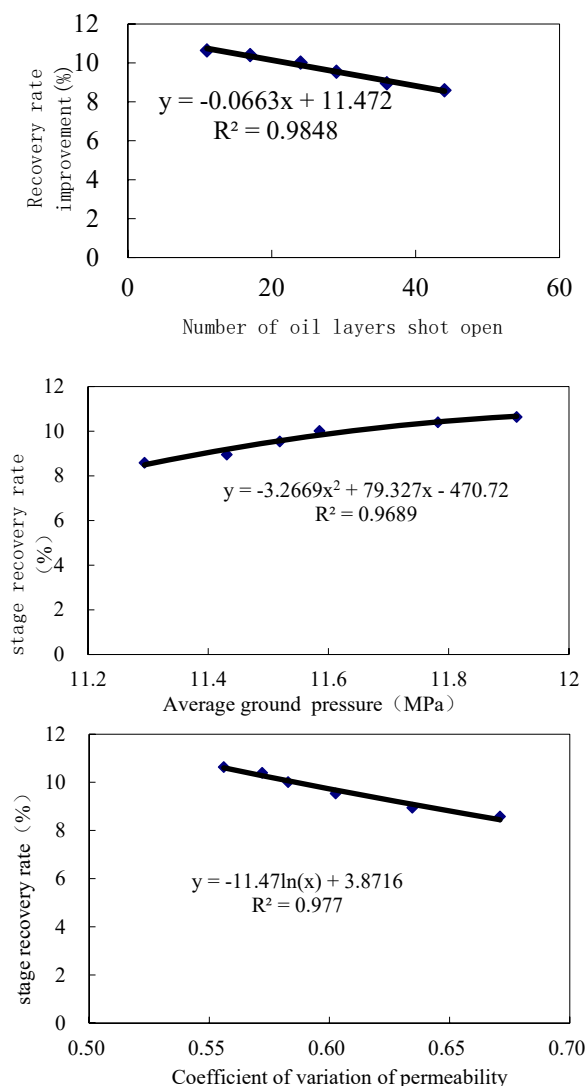 12
10
8
6
4
2
0
Recovery rate
improvement(%)
y = -0.0663x + 11.472
R² = 0.9848
0 20 40 60
Number of oil layers shot open
12
10
8
6
4
2
0
stage recovery rate
（%）
y = -3.2669x² + 79.327x - 470.72
R² = 0.9689
11.2 11.4 11.6 11.8 12
Average ground pressure（MPa）
12
10
8
6
4
2
0
stage recovery rate（%）
y = -11.47ln(x) + 3.8716
R² = 0.977
0.50 0.55 0.60 0.65 0.70
Coefficient of variation of permeability